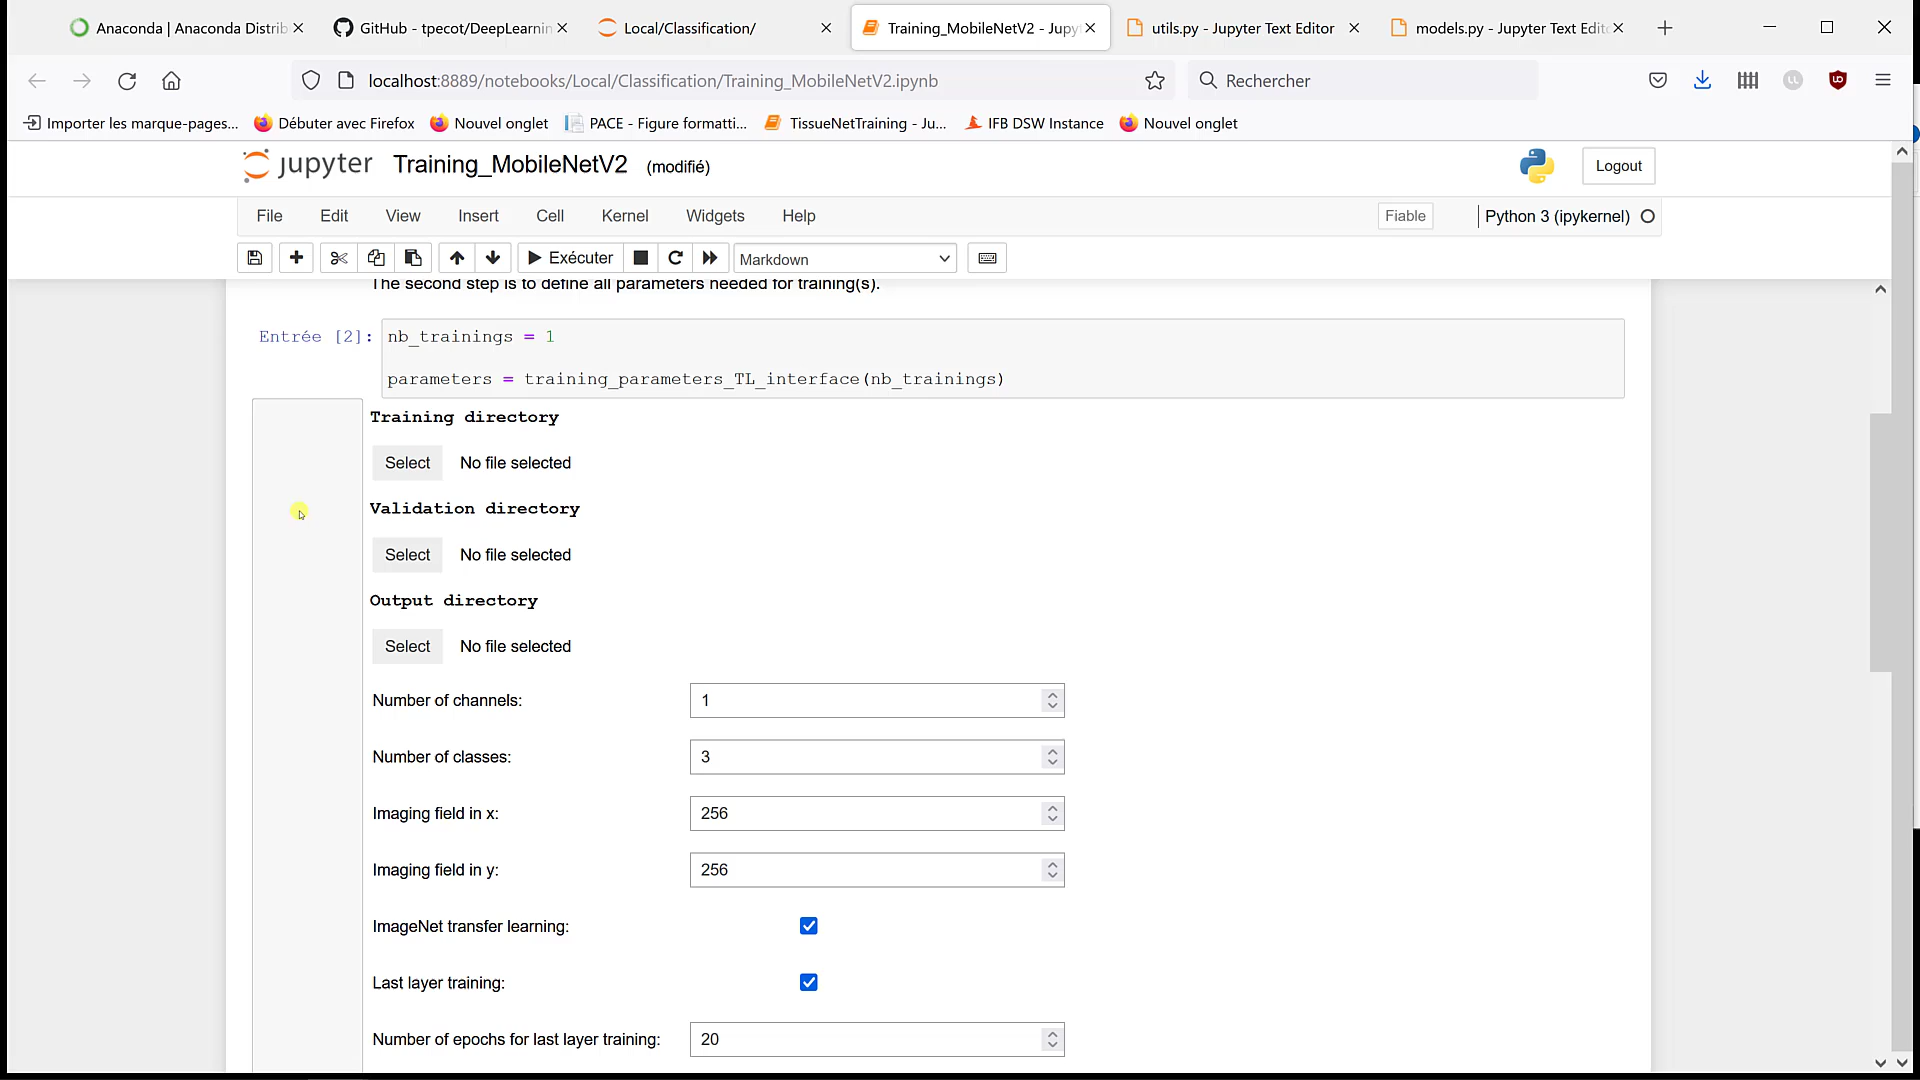 Anaconda | Anaconda Distrib
GitHub - tpecot/DeepLearnin
Local/Classification/
Training_MobileNetV2 - Jupy
utils.py - Jupyter Text Editor
models.py - Jupyter Text Edit
localhost:8889/notebooks/Local/Classification/Training_MobileNetV2.ipynb
Rechercher
Importer les marque-pages...
Débuter avec Firefox
Nouvel onglet
PACE - Figure formatti...
TissueNetTraining - Ju...
IFB DSW Instance
Nouvel onglet
jupyter Training_MobileNetV2 (modifié)
Logout
File Edit View Insert Cell Kernel Widgets Help
Fiable
Python 3 (ipykernel)
Exécuter
Markdown
The second step is to define all parameters needed for training(s).
Entrée [2]: nb_trainings = 1
parameters = training_parameters_TL_interface(nb_trainings)
Training directory
Select No file selected
Validation directory
Select No file selected
Output directory
Select No file selected
Number of channels: 1
Number of classes: 3
Imaging field in x: 256
Imaging field in y: 256
ImageNet transfer learning:
Last layer training:
Number of epochs for last layer training: 20